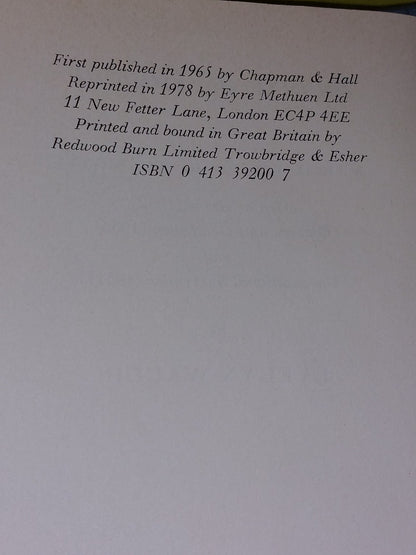 First published in 1965 by Chapman & Hall
Reprinted in 1978 by Eyre Methuen Ltd
11 New Fetter Lane, London EC4P 4EE
Printed and bound in Great Britain by
Redwood Burn Limited Trowbridge & Esher
ISBN 0 413 39200 7